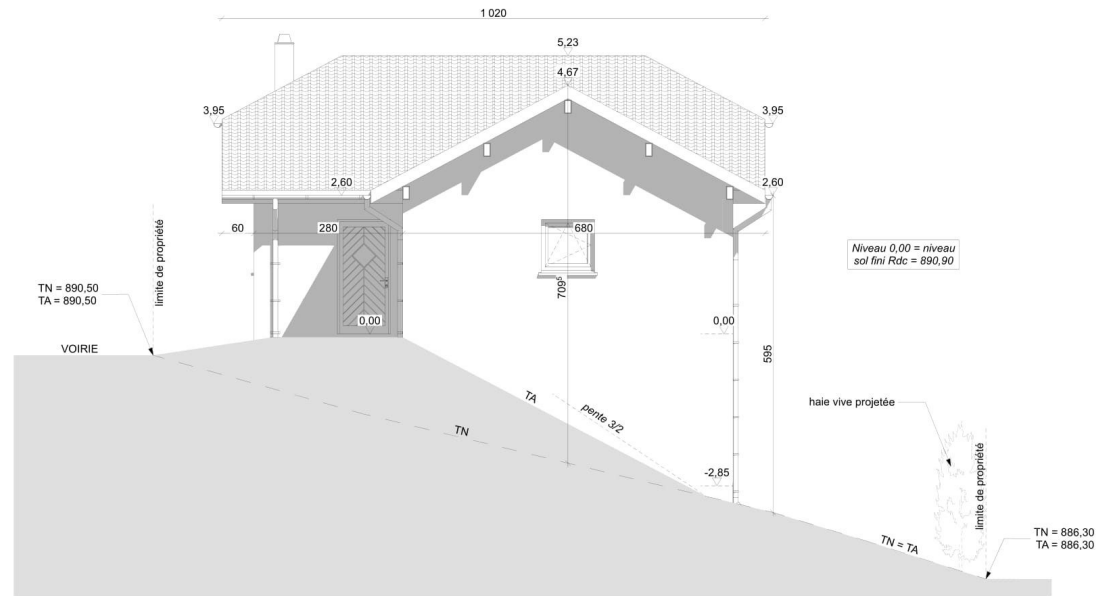 1 020
5,23
4,67
3,95
3,95
2,60
2,60
60
280
680
Niveau 0,00 = niveau
sol fini Rdc = 890,90
limite de propriété
709⁵
TN = 890,50
TA = 890,50
0,00
0,00
VOIRIE
595
TA
pente 3/2
haie vive projetée
TN
limite de propriété
-2,85
TN = 886,30
TA = 886,30
TN = TA